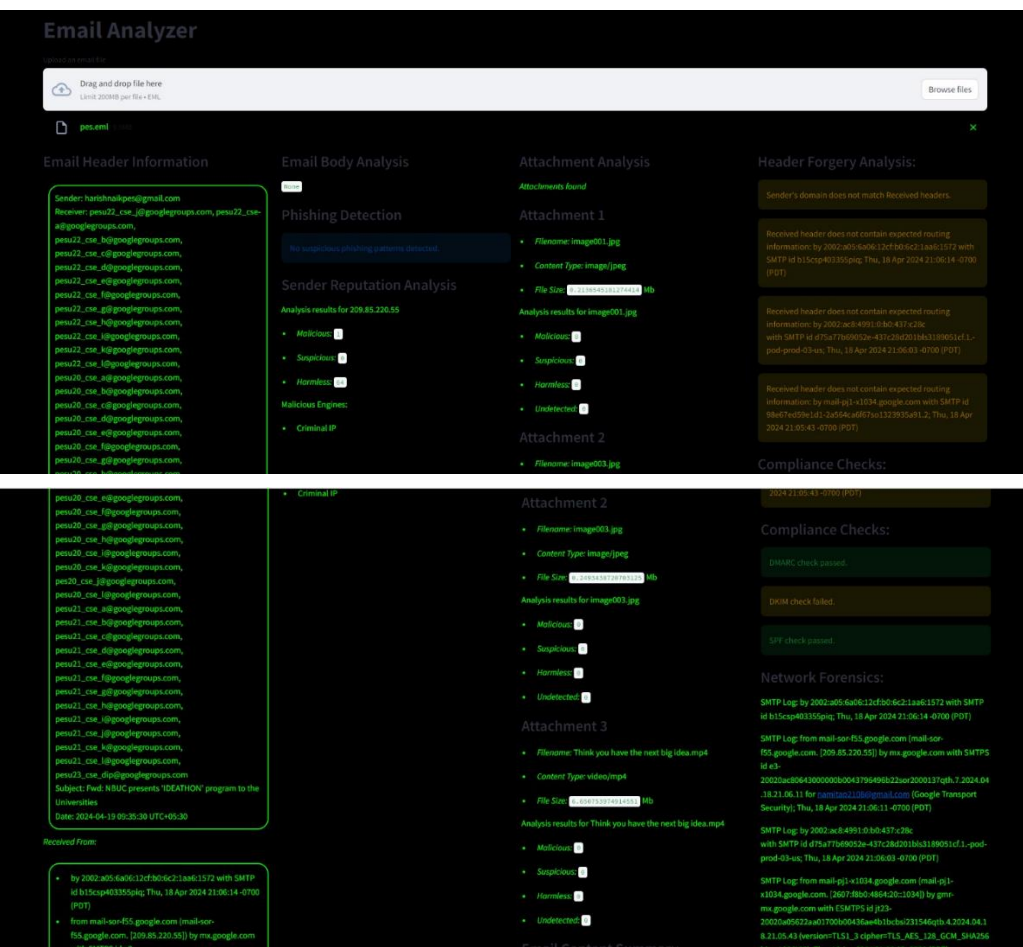 Email Analyzer
Upload an email file
Drag and drop file here
Limit 200MB per file • EML
Browse files
pes.eml
Email Header Information
Sender: harishnaikpes@gmail.com
Receiver: pesu22_cse_j@googlegroups.com, pesu22_cse-
a@googlegroups.com,
pesu22_cse_b@googlegroups.com,
pesu22_cse_c@googlegroups.com,
pesu22_cse_d@googlegroups.com,
pesu22_cse_e@googlegroups.com,
pesu22_cse_f@googlegroups.com,
pesu22_cse_g@googlegroups.com,
pesu22_cse_h@googlegroups.com,
pesu22_cse_i@googlegroups.com,
pesu22_cse_k@googlegroups.com,
pesu22_cse_l@googlegroups.com,
pesu20_cse_a@googlegroups.com,
pesu20_cse_b@googlegroups.com,
pesu20_cse_c@googlegroups.com,
pesu20_cse_d@googlegroups.com,
pesu20_cse_e@googlegroups.com,
pesu20_cse_f@googlegroups.com,
pesu20_cse_g@googlegroups.com,
Email Body Analysis
None
Phishing Detection
No suspicious phishing patterns detected.
Sender Reputation Analysis
Analysis results for 209.85.220.55
• Malicious: 1
• Suspicious: 0
• Harmless: 64
Malicious Engines:
• Criminal IP
Attachment Analysis
Attachments found
Attachment 1
• Filename: image001.jpg
• Content Type: image/jpeg
• File Size: Mb
Analysis results for image001.jpg
• Malicious: 0
• Suspicious: 0
• Harmless: 0
• Undetected: 0
Attachment 2
• Filename: image003.jpg
Header Forgery Analysis:
Sender's domain does not match Received headers.
Received header does not contain expected routing
information: by 2002:a05:6a06:12cf:b0:6c2:1aa6:1572 with
SMTP id b15csp403355piq; Thu, 18 Apr 2024 21:06:14 -0700
(PDT)
Received header does not contain expected routing
information: by 2002:ac8:4991:0:b0:437:c28c
with SMTP id d75a77b69052e-437c28d201bls3189051cf.1.-
pod-prod-03-us; Thu, 18 Apr 2024 21:06:03 -0700 (PDT)
Received header does not contain expected routing
information: by mail-pj1-x1034.google.com with SMTP id
98e67ed59e1d1-2a564ca6f67so1323935a91.2; Thu, 18 Apr
2024 21:05:43 -0700 (PDT)
Compliance Checks:
pesu20_cse_e@googlegroups.com,
pesu20_cse_f@googlegroups.com,
pesu20_cse_g@googlegroups.com,
pesu20_cse_h@googlegroups.com,
pesu20_cse_i@googlegroups.com,
pesu20_cse_k@googlegroups.com,
pes20_cse_j@googlegroups.com,
pesu20_cse_l@googlegroups.com,
pesu21_cse_a@googlegroups.com,
pesu21_cse_b@googlegroups.com,
pesu21_cse_c@googlegroups.com,
pesu21_cse_d@googlegroups.com,
pesu21_cse_e@googlegroups.com,
pesu21_cse_f@googlegroups.com,
pesu21_cse_g@googlegroups.com,
pesu21_cse_h@googlegroups.com,
pesu21_cse_i@googlegroups.com,
pesu21_cse_j@googlegroups.com,
pesu21_cse_k@googlegroups.com,
pesu21_cse_l@googlegroups.com,
pesu23_cse_dip@googlegroups.com
Subject: Fwd: NBUC presents 'IDEATHON' program to the
Universities
Date: 2024-04-19 09:35:30 UTC+05:30
Received From:
• by 2002:a05:6a06:12cf:b0:6c2:1aa6:1572 with SMTP
id b15csp403355piq; Thu, 18 Apr 2024 21:06:14 -0700
(PDT)
• from mail-sor-f55.google.com (mail-sor-
f55.google.com. [209.85.220.55]) by mx.google.com
• Criminal IP
Attachment 2
• Filename: image003.jpg
• Content Type: image/jpeg
• File Size: Mb
Analysis results for image003.jpg
• Malicious: 0
• Suspicious: 0
• Harmless: 0
• Undetected: 0
Attachment 3
• Filename: Think you have the next big idea.mp4
• Content Type: video/mp4
• File Size: Mb
Analysis results for Think you have the next big idea.mp4
• Malicious: 0
• Suspicious: 0
• Harmless: 0
• Undetected: 0
2024 21:05:43 -0700 (PDT)
Compliance Checks:
DMARC check passed.
DKIM check failed.
SPF check passed.
Network Forensics:
SMTP Log: by 2002:a05:6a06:12cf:b0:6c2:1aa6:1572 with SMTP
id b15csp403355piq; Thu, 18 Apr 2024 21:06:14 -0700 (PDT)
SMTP Log: from mail-sor-f55.google.com (mail-sor-
f55.google.com. [209.85.220.55]) by mx.google.com with SMTPS
id e3-
20020ac80643000000b0043796496b22sor2000137qth.7.2024.04
.18.21.06.11 for namitao2108@gmail.com (Google Transport
Security); Thu, 18 Apr 2024 21:06:11 -0700 (PDT)
SMTP Log: by 2002:ac8:4991:0:b0:437:c28c
with SMTP id d75a77b69052e-437c28d201bls3189051cf.1.-pod-
prod-03-us; Thu, 18 Apr 2024 21:06:03 -0700 (PDT)
SMTP Log: from mail-pj1-x1034.google.com (mail-pj1-
x1034.google.com. [2607:f8b0:4864:20::1034]) by gmr-
mx.google.com with ESMTPS id jt23-
20020a05622aa01700b00436ae4b1bcbsi231546qtb.4.2024.04.1
8.21.05.43 (version=TLS1_3 cipher=TLS_AES_128_GCM_SHA256